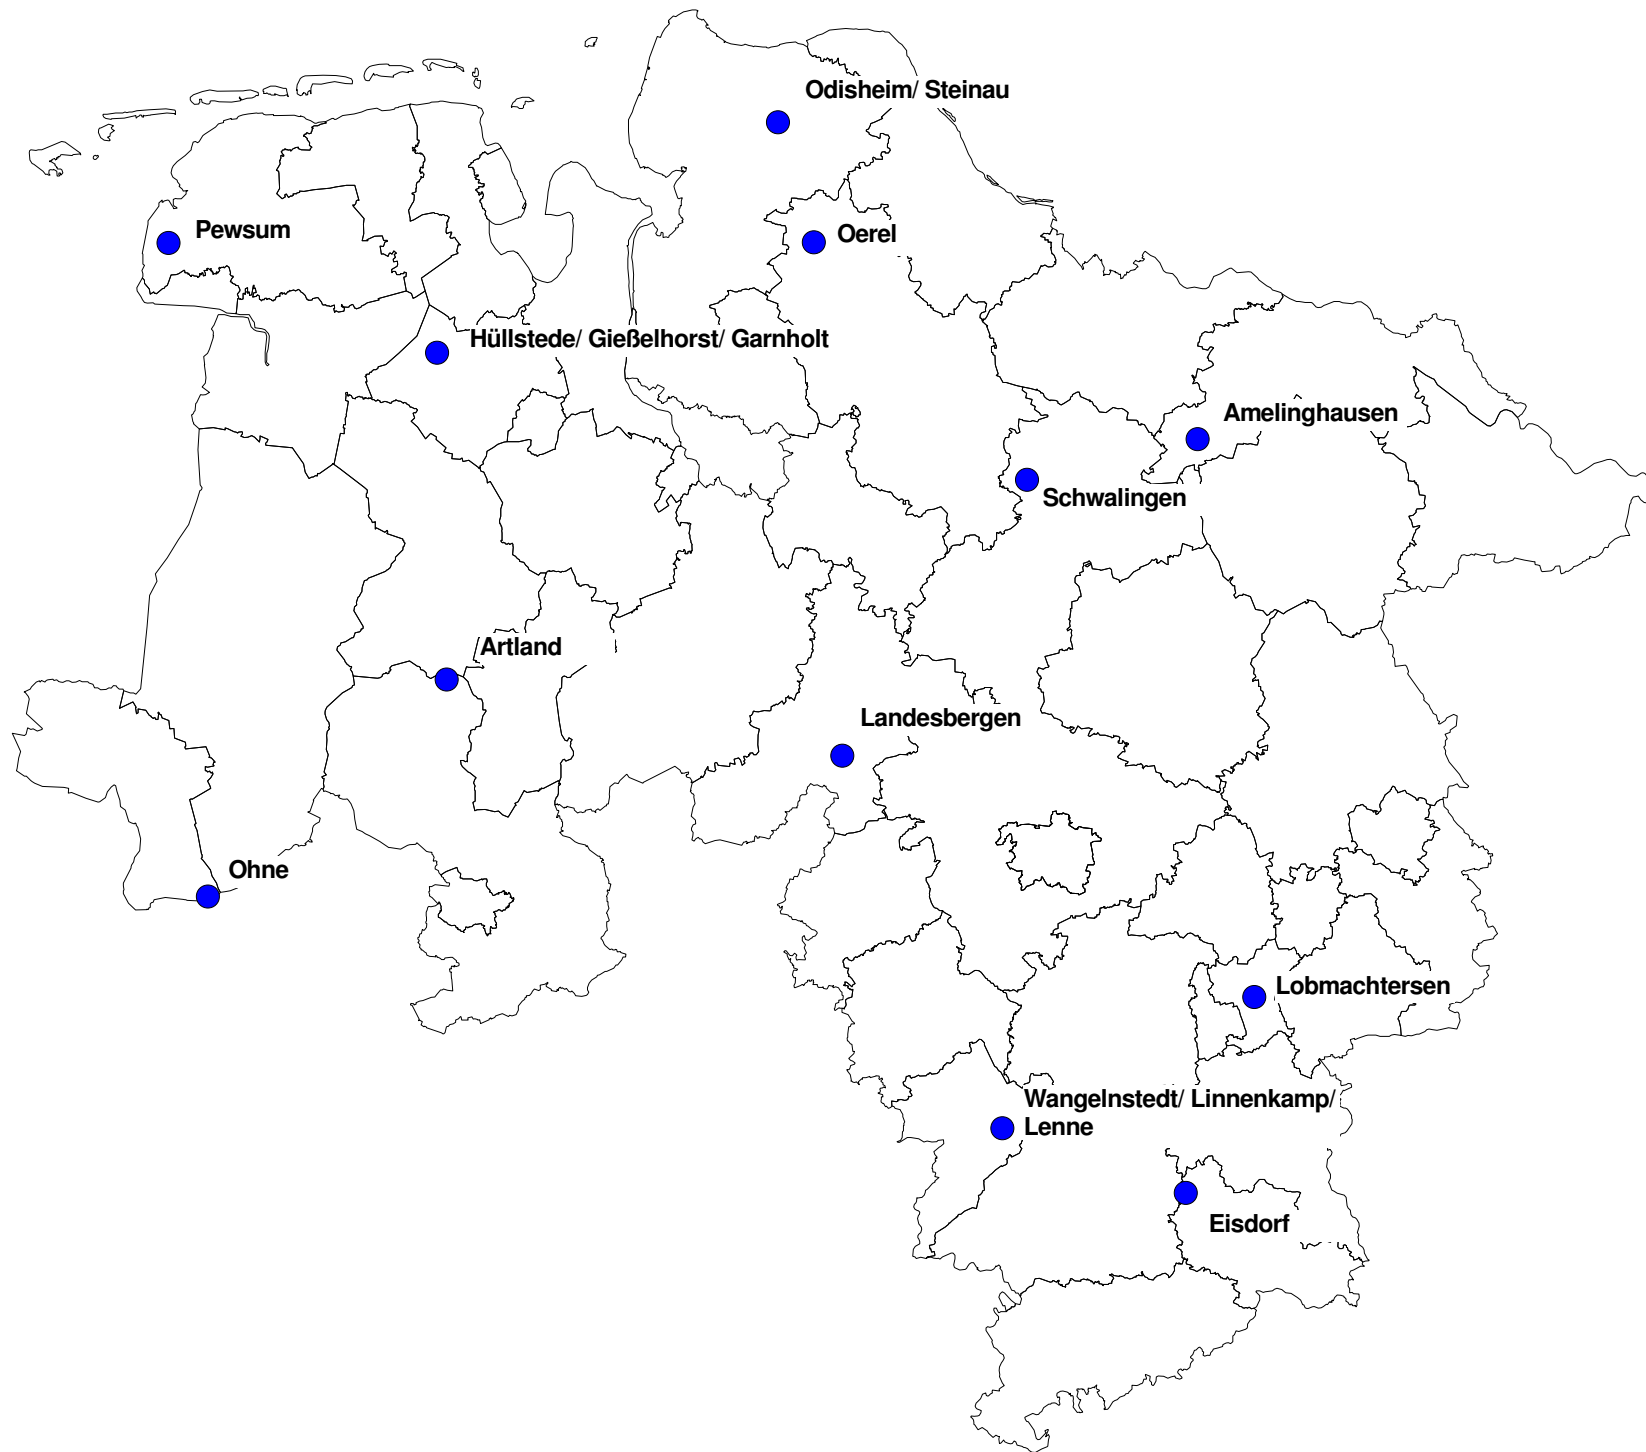 Odisheim/ Steinau
Pewsum
Oerel
Hüllstede/ Gießelhorst/ Garnholt
Amelinghausen
Schwalingen
Artland
Landesbergen
Ohne
Lobmachtersen
Wangelnstedt/ Linnenkamp/
Lenne
Eisdorf